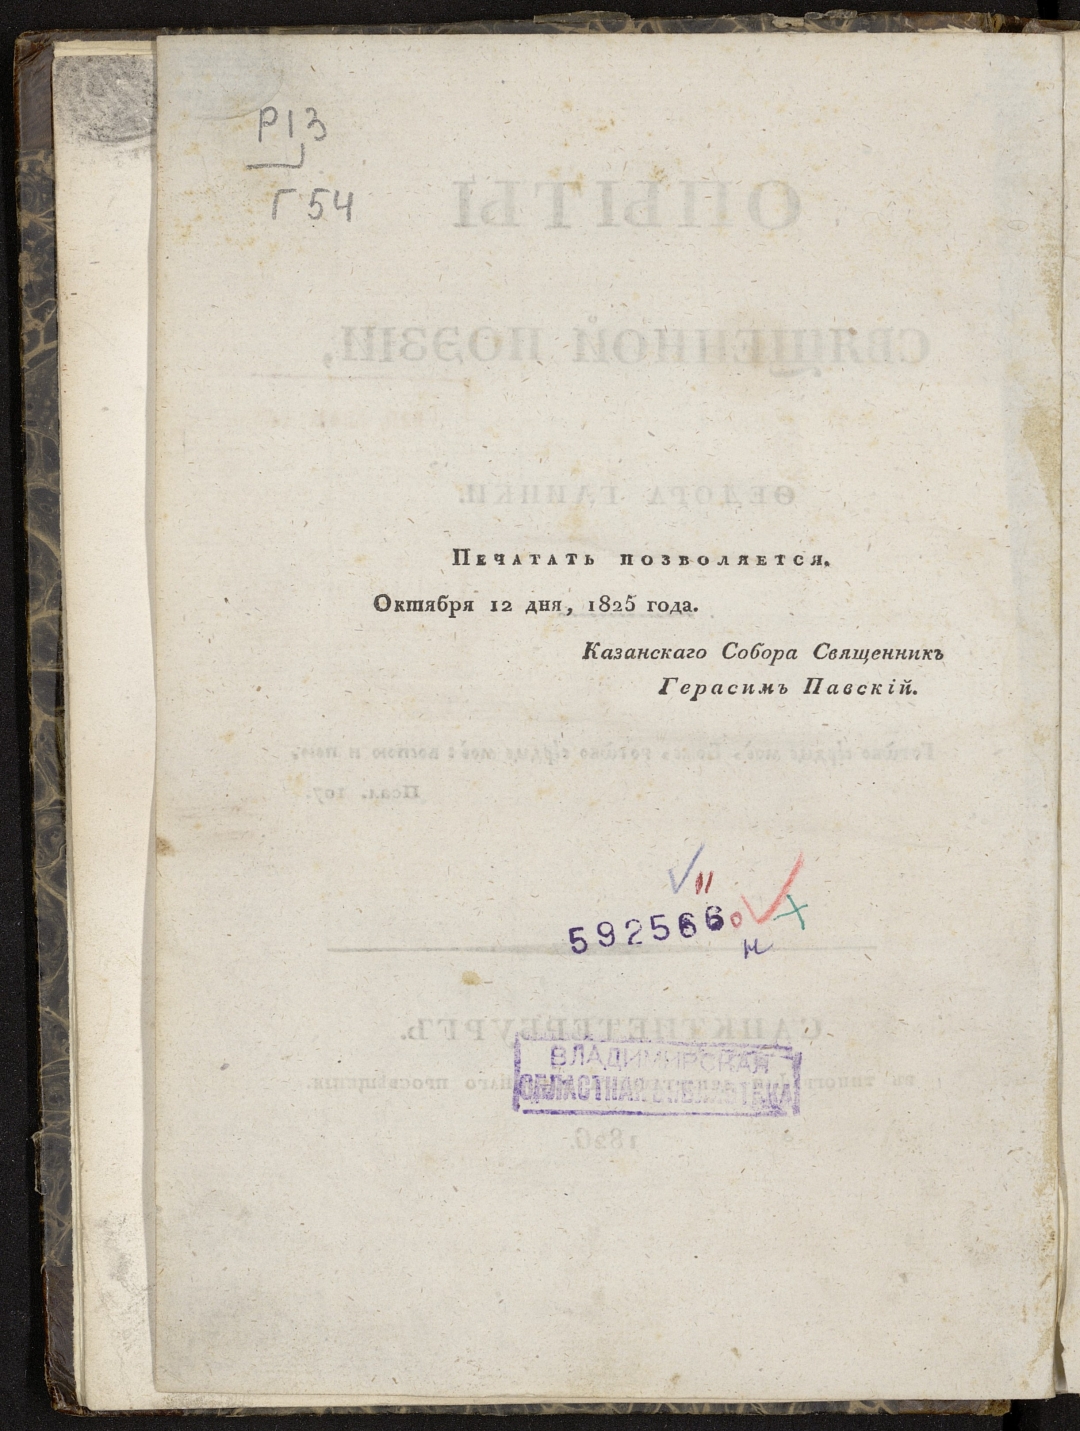 Р13
Г54
Печатать позволяется.
Октября 12 дня, 1825 года.
Казанскаго Собора Священникъ
Герасимъ Павскій.
592566
ВЛАДИМИРСКАЯ
ОБЛАСТНАЯ БИБЛИОТЕКА